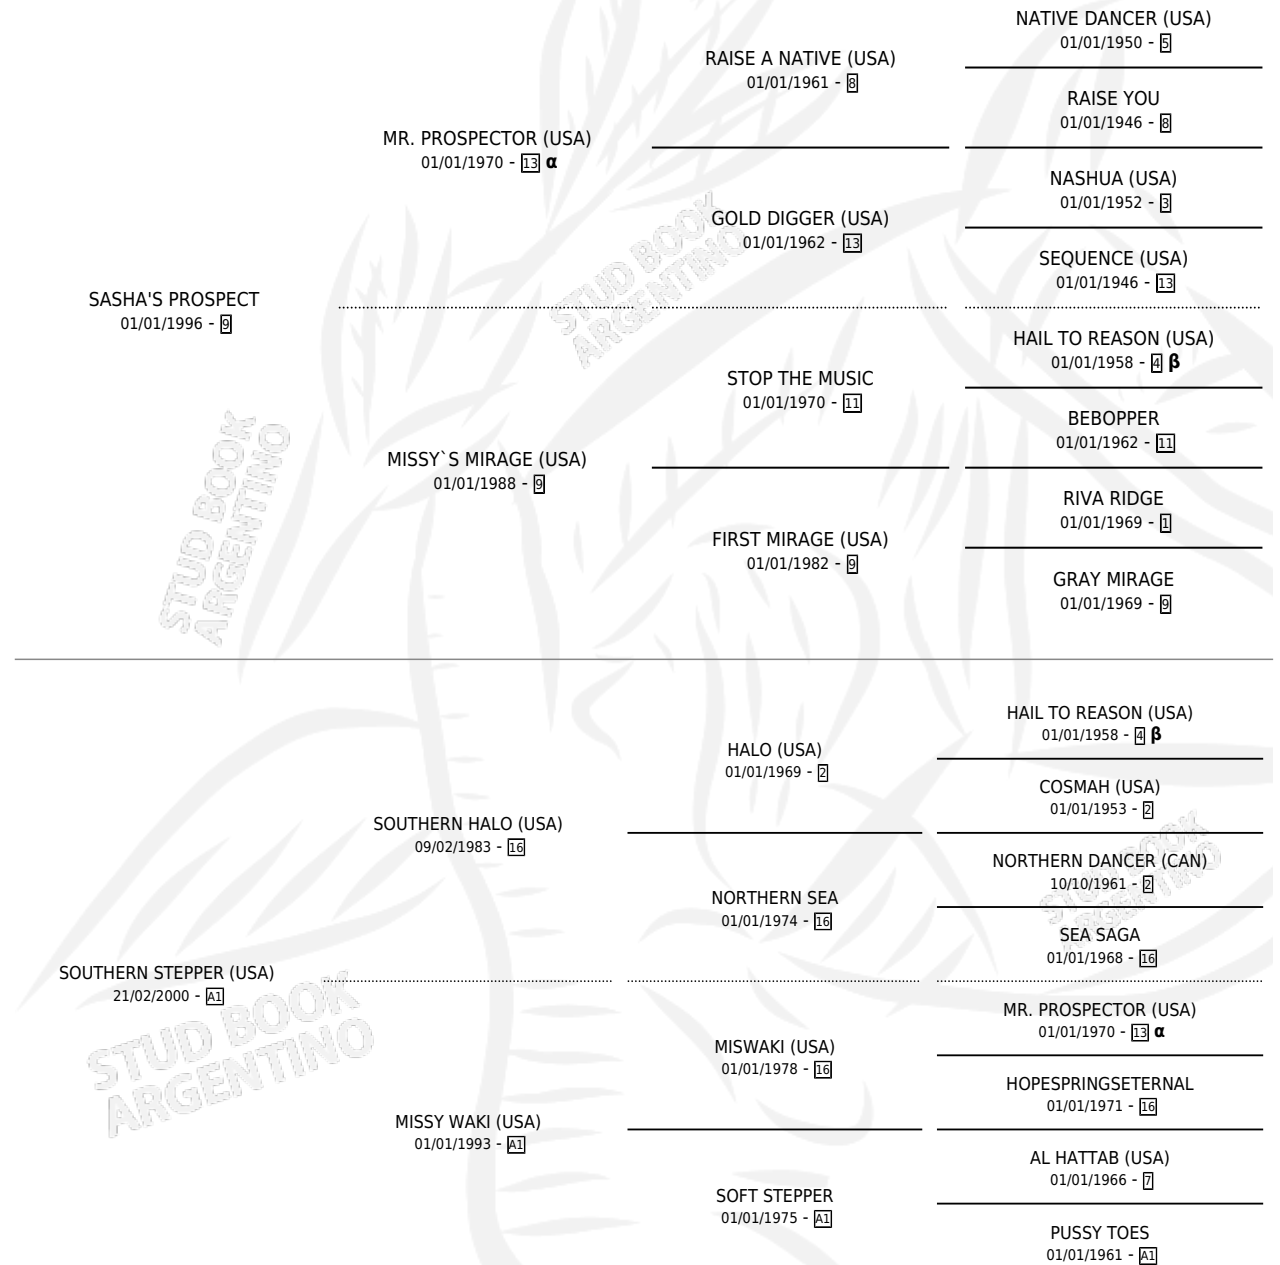 NATIVE DANCER (USA)
01/01/1950 - 5
RAISE A NATIVE (USA)
01/01/1961 - 8
RAISE YOU
01/01/1946 - 8
MR. PROSPECTOR (USA)
01/01/1970 - 13 α
NASHUA (USA)
01/01/1952 - 3
GOLD DIGGER (USA)
01/01/1962 - 13
SEQUENCE (USA)
01/01/1946 - 13
SASHA'S PROSPECT
01/01/1996 - 9
HAIL TO REASON (USA)
01/01/1958 - 4 β
STOP THE MUSIC
01/01/1970 - 11
BEBOPPER
01/01/1962 - 11
MISSY`S MIRAGE (USA)
01/01/1988 - 9
RIVA RIDGE
01/01/1969 - 1
FIRST MIRAGE (USA)
01/01/1982 - 9
GRAY MIRAGE
01/01/1969 - 9
HAIL TO REASON (USA)
01/01/1958 - 4 β
HALO (USA)
01/01/1969 - 2
COSMAH (USA)
01/01/1953 - 2
SOUTHERN HALO (USA)
09/02/1983 - 16
NORTHERN DANCER (CAN)
10/10/1961 - 2
NORTHERN SEA
01/01/1974 - 16
SEA SAGA
01/01/1968 - 16
SOUTHERN STEPPER (USA)
21/02/2000 - A1
MR. PROSPECTOR (USA)
01/01/1970 - 13 α
MISWAKI (USA)
01/01/1978 - 16
HOPESPRINGSETERNAL
01/01/1971 - 16
MISSY WAKI (USA)
01/01/1993 - A1
AL HATTAB (USA)
01/01/1966 - 7
SOFT STEPPER
01/01/1975 - A1
PUSSY TOES
01/01/1961 - A1
STUD BOOK
ARGENTINO
STUD BOOK
ARGENTINO
STUD BOOK
ARGENTINO
STUD BOOK
ARGENTINO